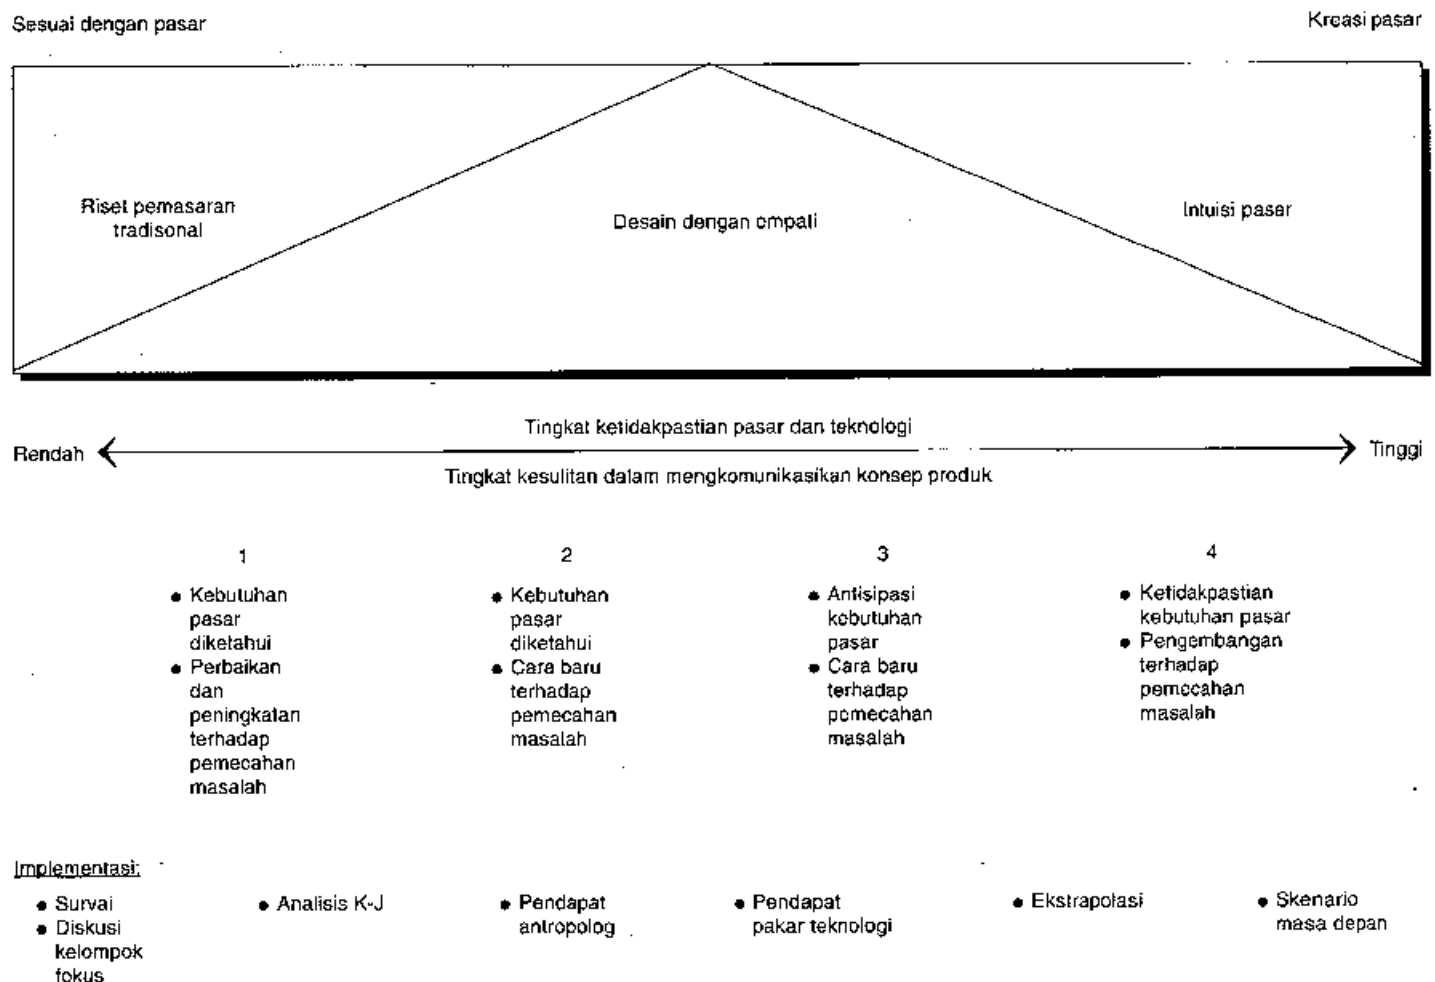 Sesuai dengan pasar
Kreasi pasar
Riset pemasaran
tradisonal
Desain dengan empati
Intuisi pasar
Tingkat ketidakpastian pasar dan teknologi
Rendah
Tinggi
Tingkat kesulitan dalam mengkomunikasikan konsep produk
1
● Kebutuhan
pasar
diketahui
● Perbaikan
dan
peningkatan
terhadap
pemecahan
masalah
2
● Kebutuhan
pasar
diketahui
● Cara baru
terhadap
pemecahan
masalah
3
● Antisipasi
kebutuhan
pasar
● Cara baru
terhadap
pemecahan
masalah
4
● Ketidakpastian
kebutuhan pasar
● Pengembangan
terhadap
pemecahan
masalah
Implementasi:
● Survai
● Diskusi
kelompok
fokus
● Analisis K-J
● Pendapat
antropolog
● Pendapat
pakar teknologi
● Ekstrapolasi
● Skenario
masa depan